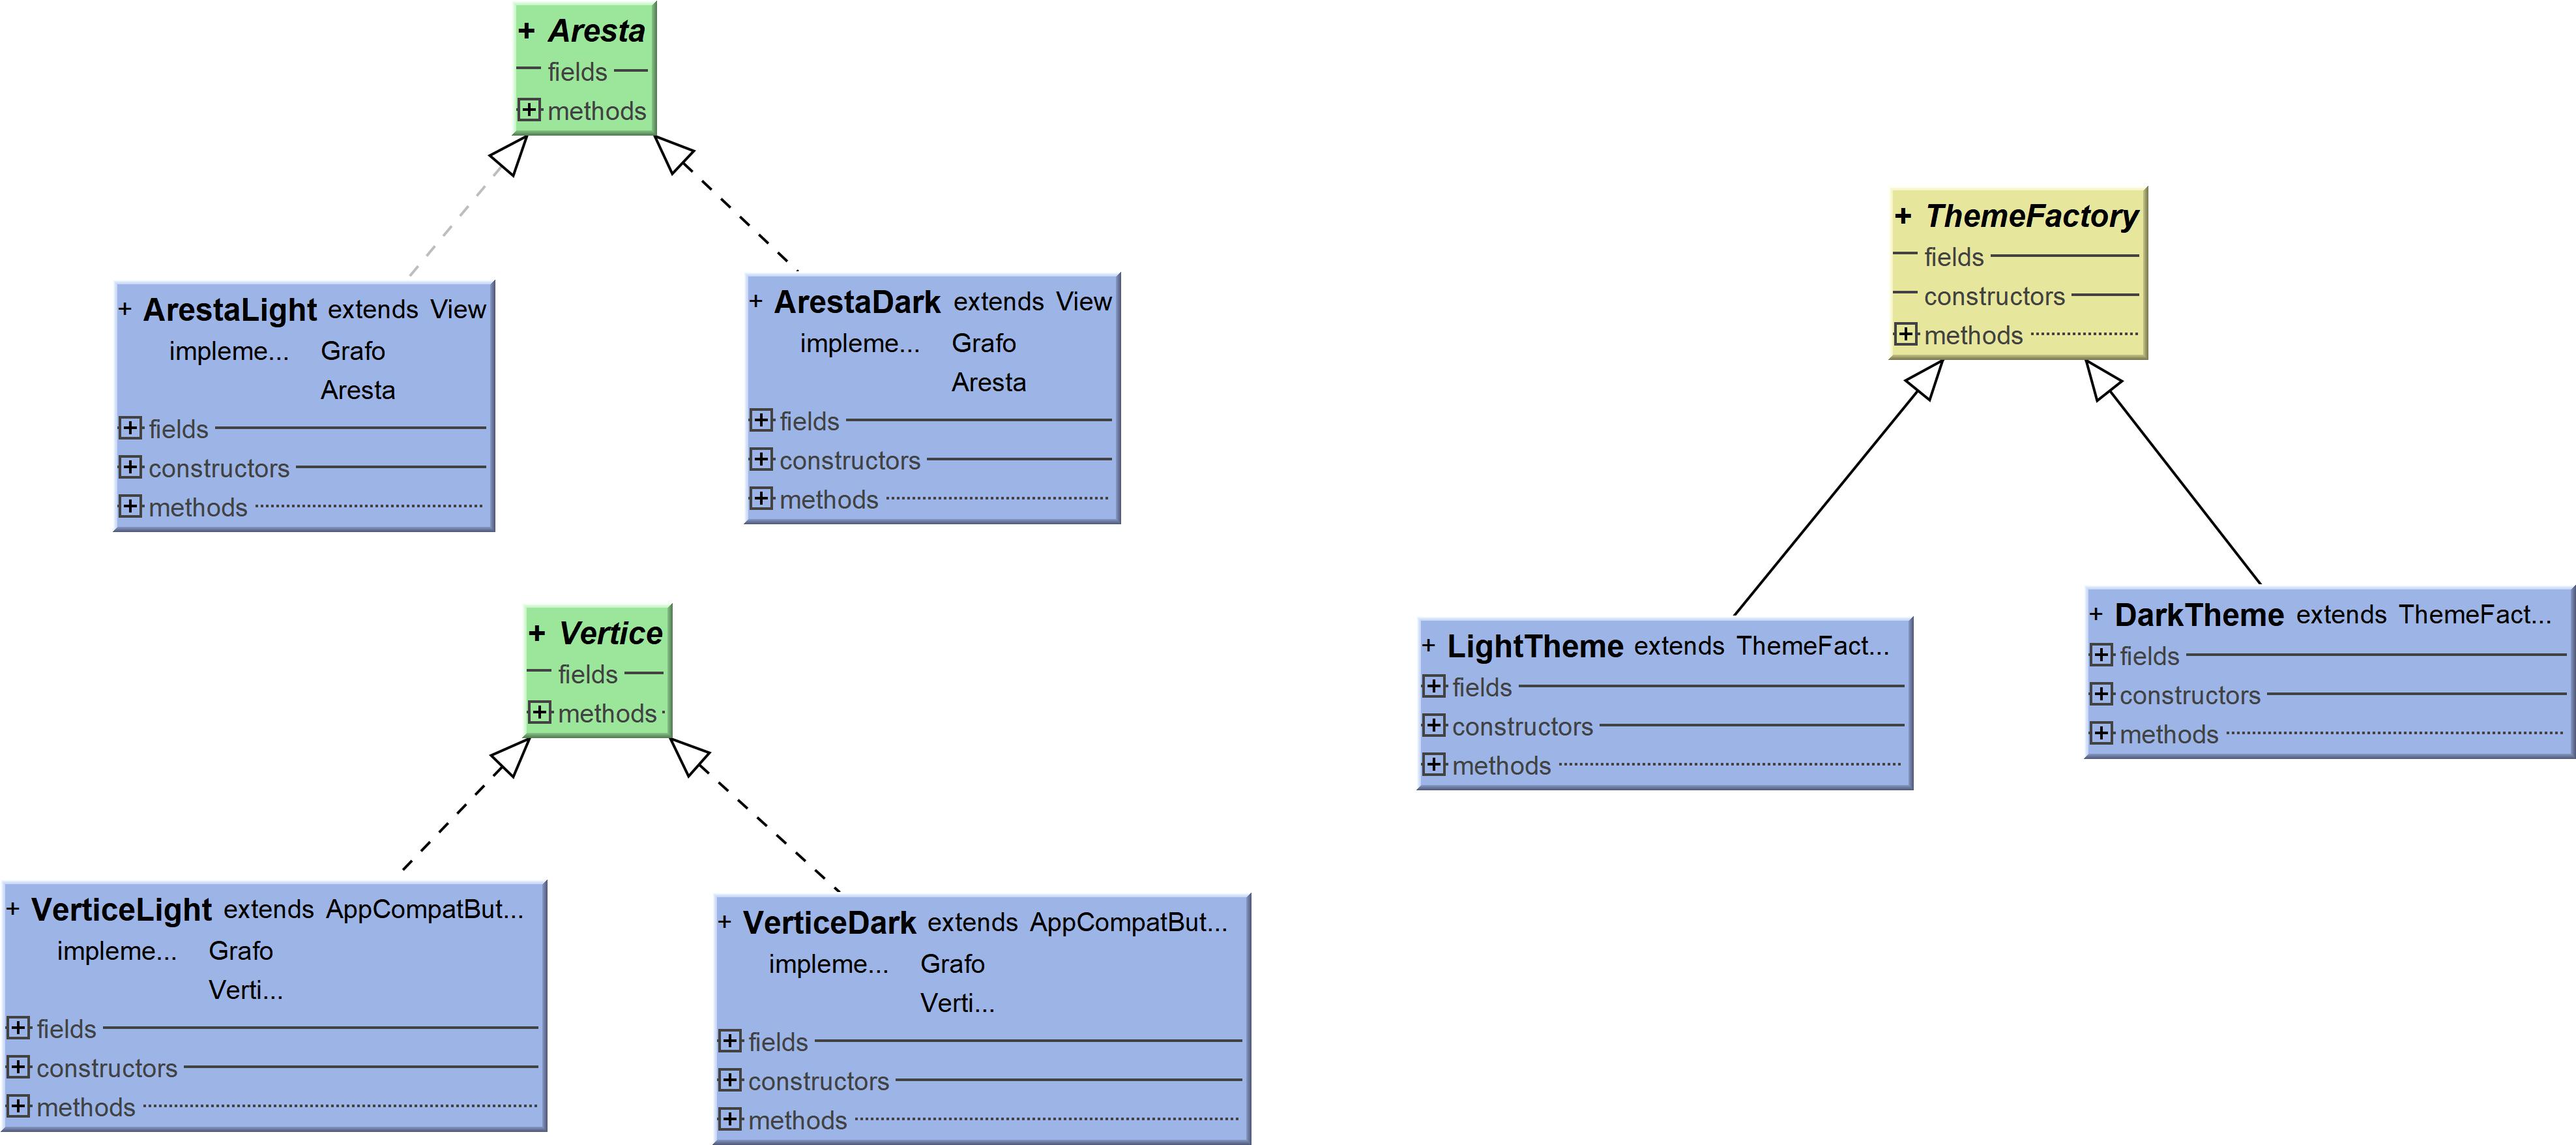 + Aresta
fields
+ methods
+ ArestaLight extends View
impleme... Grafo
Aresta
+ fields
+ constructors
+ methods
+ ArestaDark extends View
impleme... Grafo
Aresta
+ fields
+ constructors
+ methods
+ Vertice
fields
+ methods
+ VerticeLight extends AppCompatBut...
impleme... Grafo
Verti...
+ fields
+ constructors
+ methods
+ VerticeDark extends AppCompatBut...
impleme... Grafo
Verti...
+ fields
+ constructors
+ methods
+ ThemeFactory
fields
constructors
+ methods
+ LightTheme extends ThemeFact...
+ fields
+ constructors
+ methods
+ DarkTheme extends ThemeFact...
+ fields
+ constructors
+ methods